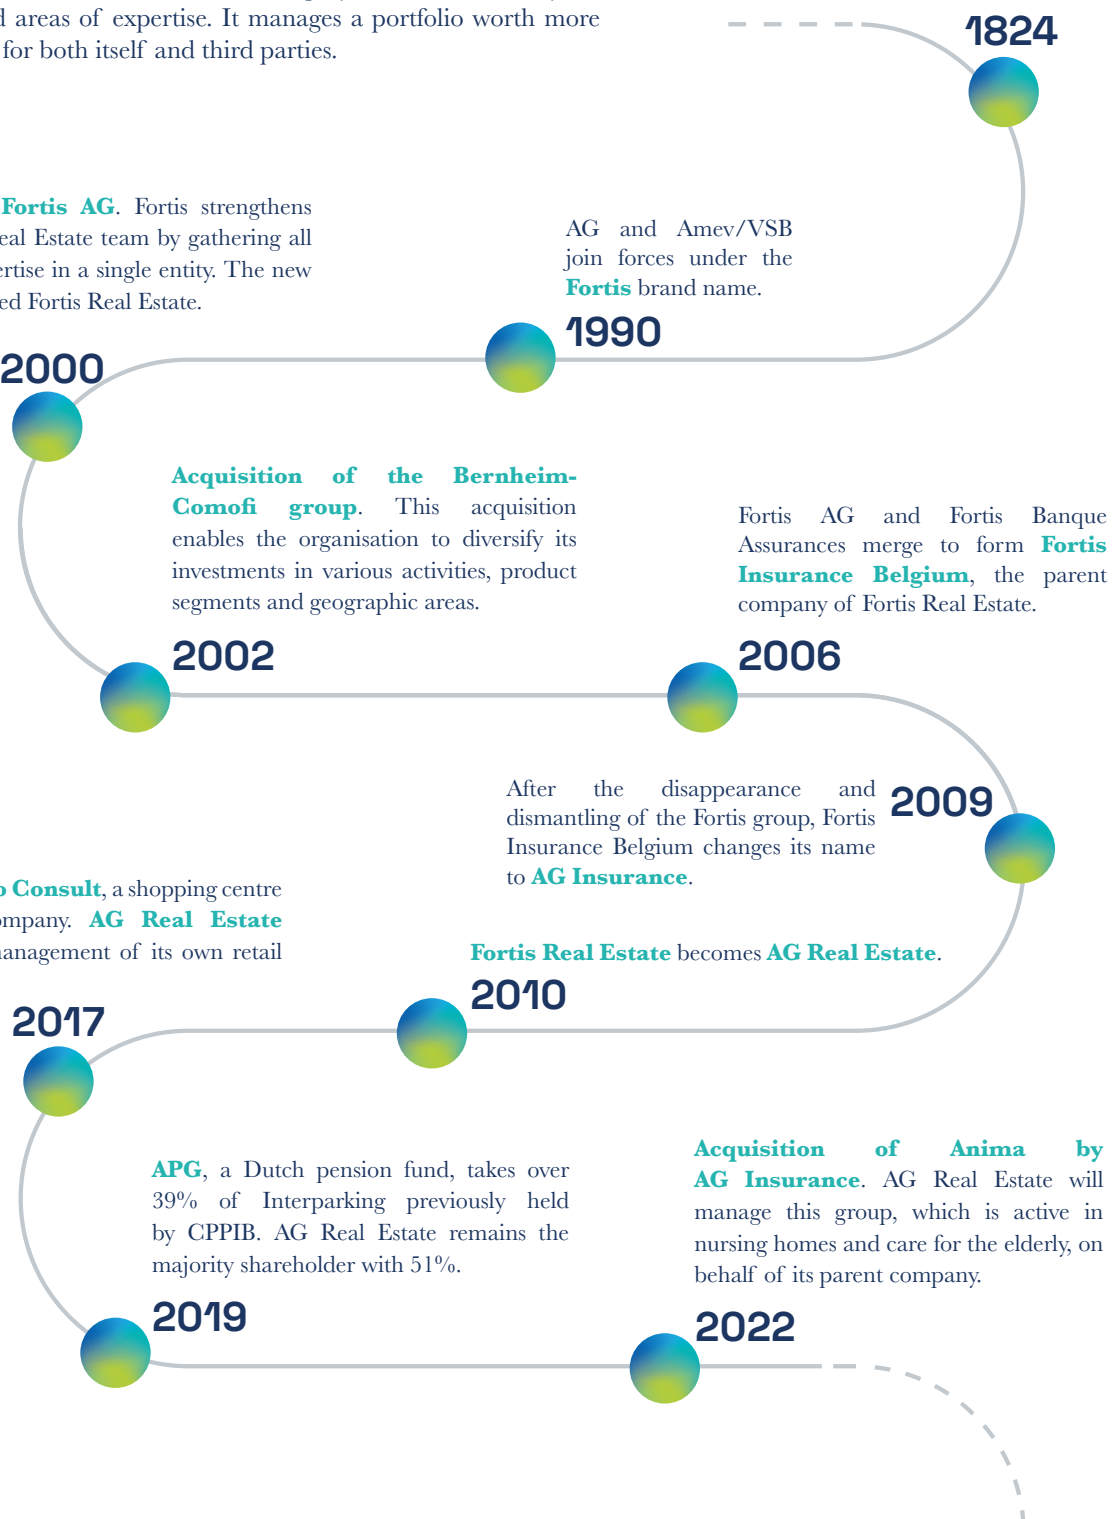 areas of expertise. It manages a portfolio worth more
for both itself and third parties.
1824
Fortis AG. Fortis strengthens
Estate team by gathering all
in a single entity. The new
Fortis Real Estate.
2000
AG and Amev/VSB
join forces under the
Fortis brand name.
1990
Acquisition of the Bernheim-
Comofi group. This acquisition
enables the organisation to diversify its
investments in various activities, product
segments and geographic areas.
2002
Fortis AG and Fortis Banque
Assurances merge to form Fortis
Insurance Belgium, the parent
company of Fortis Real Estate.
2006
After the disappearance and
dismantling of the Fortis group, Fortis
Insurance Belgium changes its name
to AG Insurance.
2009
Fortis Real Estate becomes AG Real Estate.
2010
Consult, a shopping centre
AG Real Estate
of its own retail
2017
APG, a Dutch pension fund, takes over
39% of Interparking previously held
by CPPIB. AG Real Estate remains the
majority shareholder with 51%.
2019
Acquisition of Anima by
AG Insurance. AG Real Estate will
manage this group, which is active in
nursing homes and care for the elderly, on
behalf of its parent company.
2022